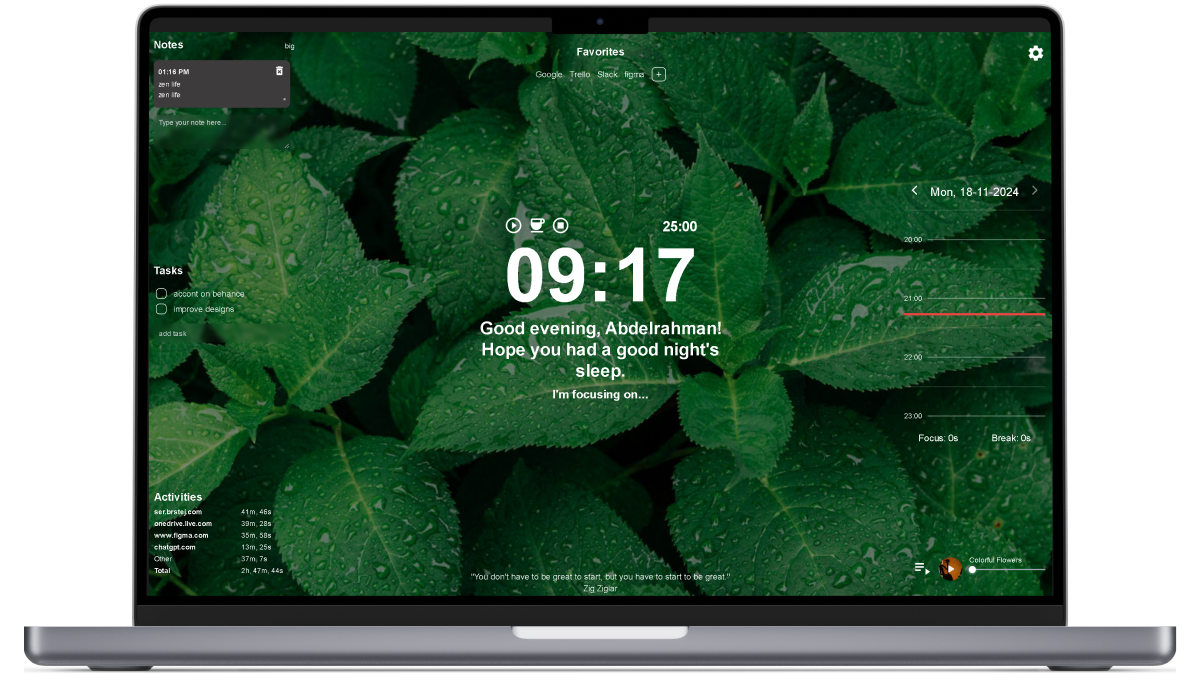 Notes
big
01:16 PM
zen life
zen life
Type your note here...
Favorites
Google Trello Slack figma +
Tasks
accont on behance
improve designs
add task
25:00
09:17
Good evening, Abdelrahman!
Hope you had a good night's
sleep.
I'm focusing on...
Mon, 18-11-2024
20:00
21:00
22:00
23:00
Focus: 0s Break: 0s
Activities
ser.brstej.com 41m, 46s
onedrive.live.com 39m, 28s
www.figma.com 35m, 58s
chatgpt.com 13m, 25s
Other 37m, 7s
Total 2h, 47m, 44s
"You don't have to be great to start, but you have to start to be great."
Zig Ziglar
Colorful Flowers